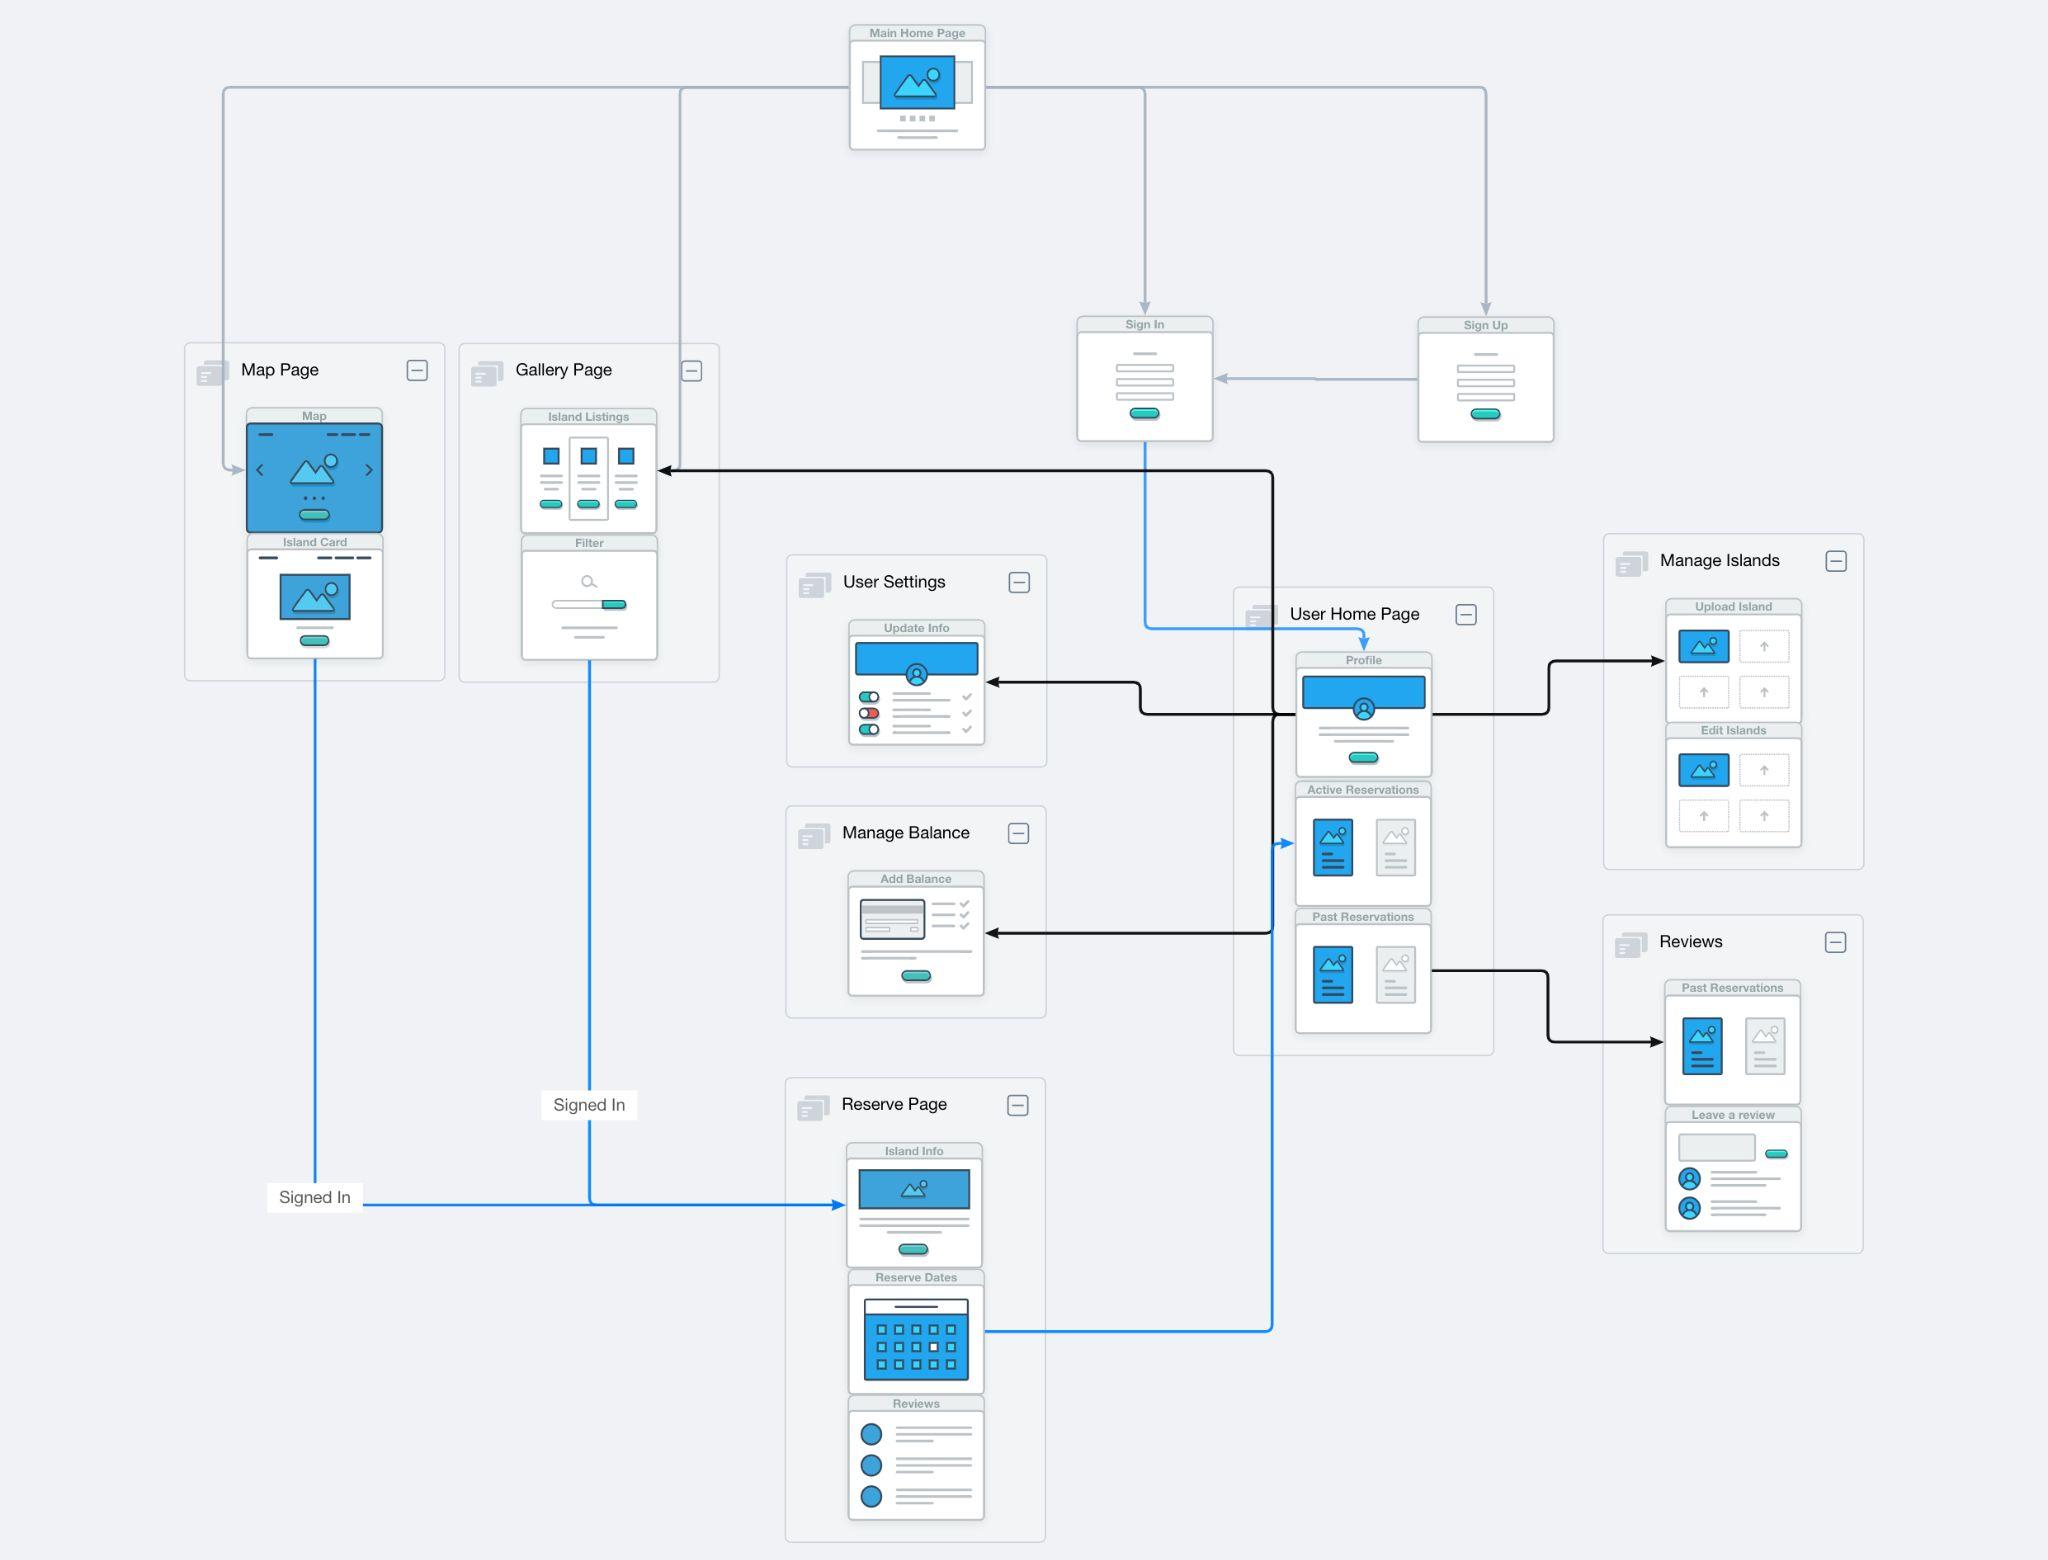 Main Home Page
Sign In
Sign Up
Map Page
Map
Island Card
Gallery Page
Island Listings
Filter
User Settings
Update Info
Manage Balance
Add Balance
User Home Page
Profile
Active Reservations
Past Reservations
Manage Islands
Upload Island
Edit Islands
Reviews
Past Reservations
Leave a review
Signed In
Signed In
Reserve Page
Island Info
Reserve Dates
Reviews